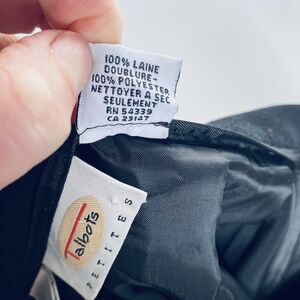 100% LAINE
DOUBLURE-
100% POLYESTER
NETTOYER A SEC
SEULEMENT
RN 54339
CA 23147
Talbots
PETITES